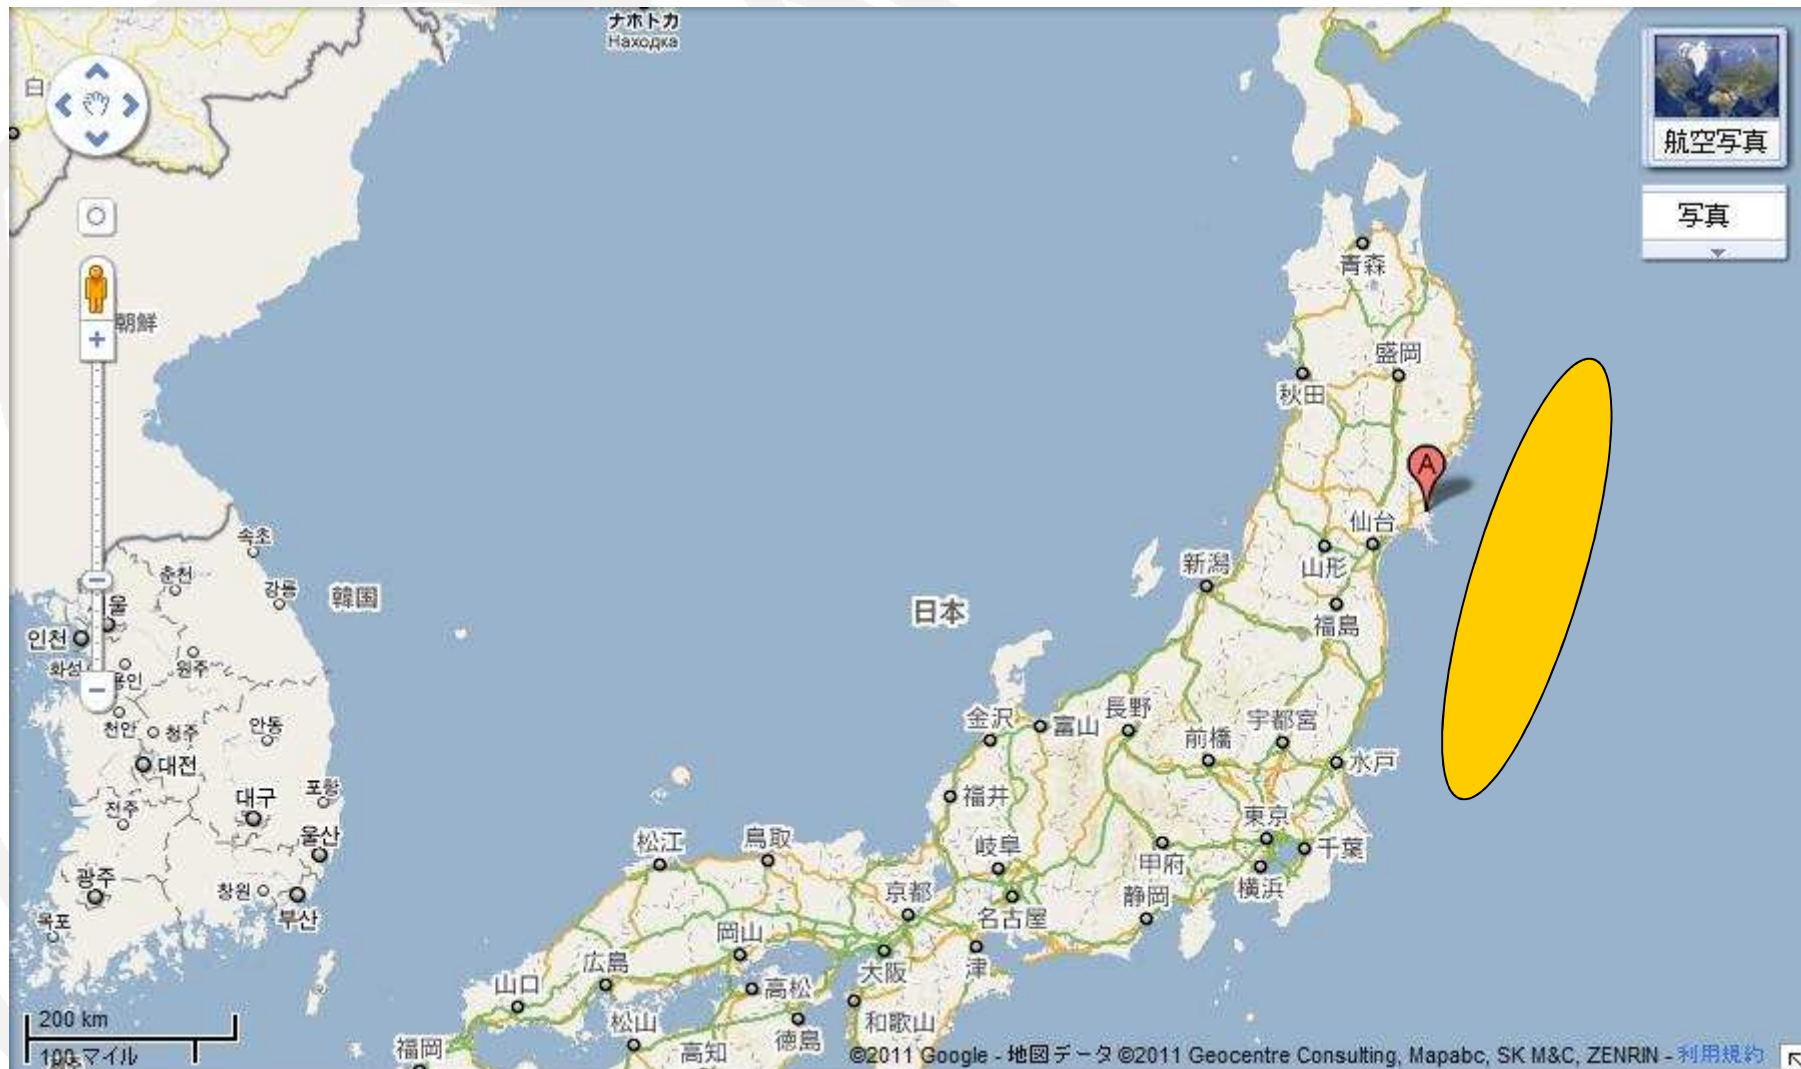 ナホトカ
Находка
白
航空写真
写真
青森
朝鮮
盛岡
秋田
A
속초
仙台
山形
新潟
춘천
강릉
韓国
日本
울
福島
인천
화성
원주
용인
金沢
富山
長野
宇都宮
前橋
천안
청주
안동
水戸
대전
福井
포항
대구
전주
東京
울산
松江
鳥取
岐阜
甲府
千葉
광주
창원
京都
静岡
横浜
목포
부산
名古屋
岡山
広島
大阪
津
山口
高松
200 km
松山
徳島
和歌山
福岡
高知
100 マイル
©2011 Google - 地図データ ©2011 Geocentre Consulting, Mapabc, SK M&C, ZENRIN - 利用規約